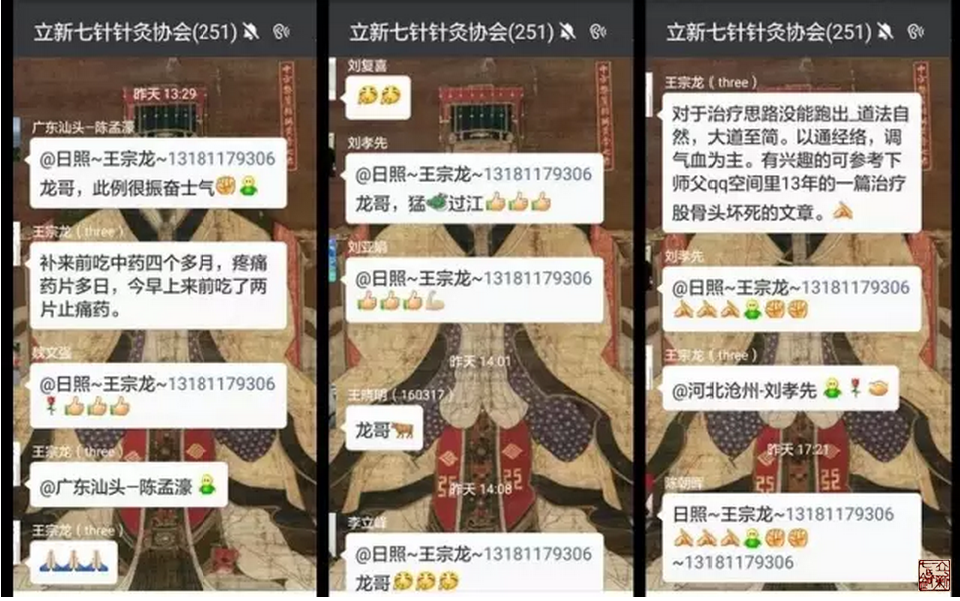 立新七针针灸协会(251)
昨天 13:29
广东汕头—陈孟濠
@日照~王宗龙~13181179306
龙哥，此例很振奋士气
王宗龙（three）
补来前吃中药四个多月，疼痛
药片多日，今早上来前吃了两
片止痛药。
魏文强
@日照~王宗龙~13181179306
王宗龙（three）
@广东汕头—陈孟濠
王宗龙（three）
立新七针针灸协会(251)
刘复喜
刘孝先
@日照~王宗龙~13181179306
龙哥，猛🐲过江👍👍👍
刘亚娟
@日照~王宗龙~13181179306
👍👍👍💪
昨天 14:01
王晓明（160317）
龙哥🐂
昨天 14:08
李立峰
@日照~王宗龙~13181179306
龙哥
立新七针针灸协会(251)
王宗龙（three）
对于治疗思路没能跑出_道法自
然，大道至简。以通经络，调
气血为主。有兴趣的可参考下
师父qq空间里13年的一篇治疗
股骨头坏死的文章。
刘孝先
@日照~王宗龙~13181179306
王宗龙（three）
@河北沧州-刘孝先
昨天 17:21
陈朝晖
日照~王宗龙~13181179306
~13181179306